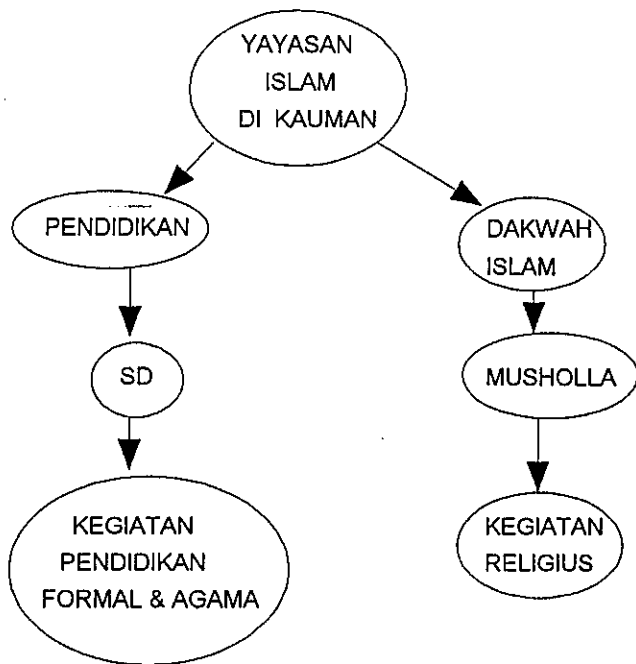 YAYASAN
ISLAM
DI KAUMAN
PENDIDIKAN
DAKWAH
ISLAM
SD
MUSHOLLA
KEGIATAN
PENDIDIKAN
FORMAL & AGAMA
KEGIATAN
RELIGIUS